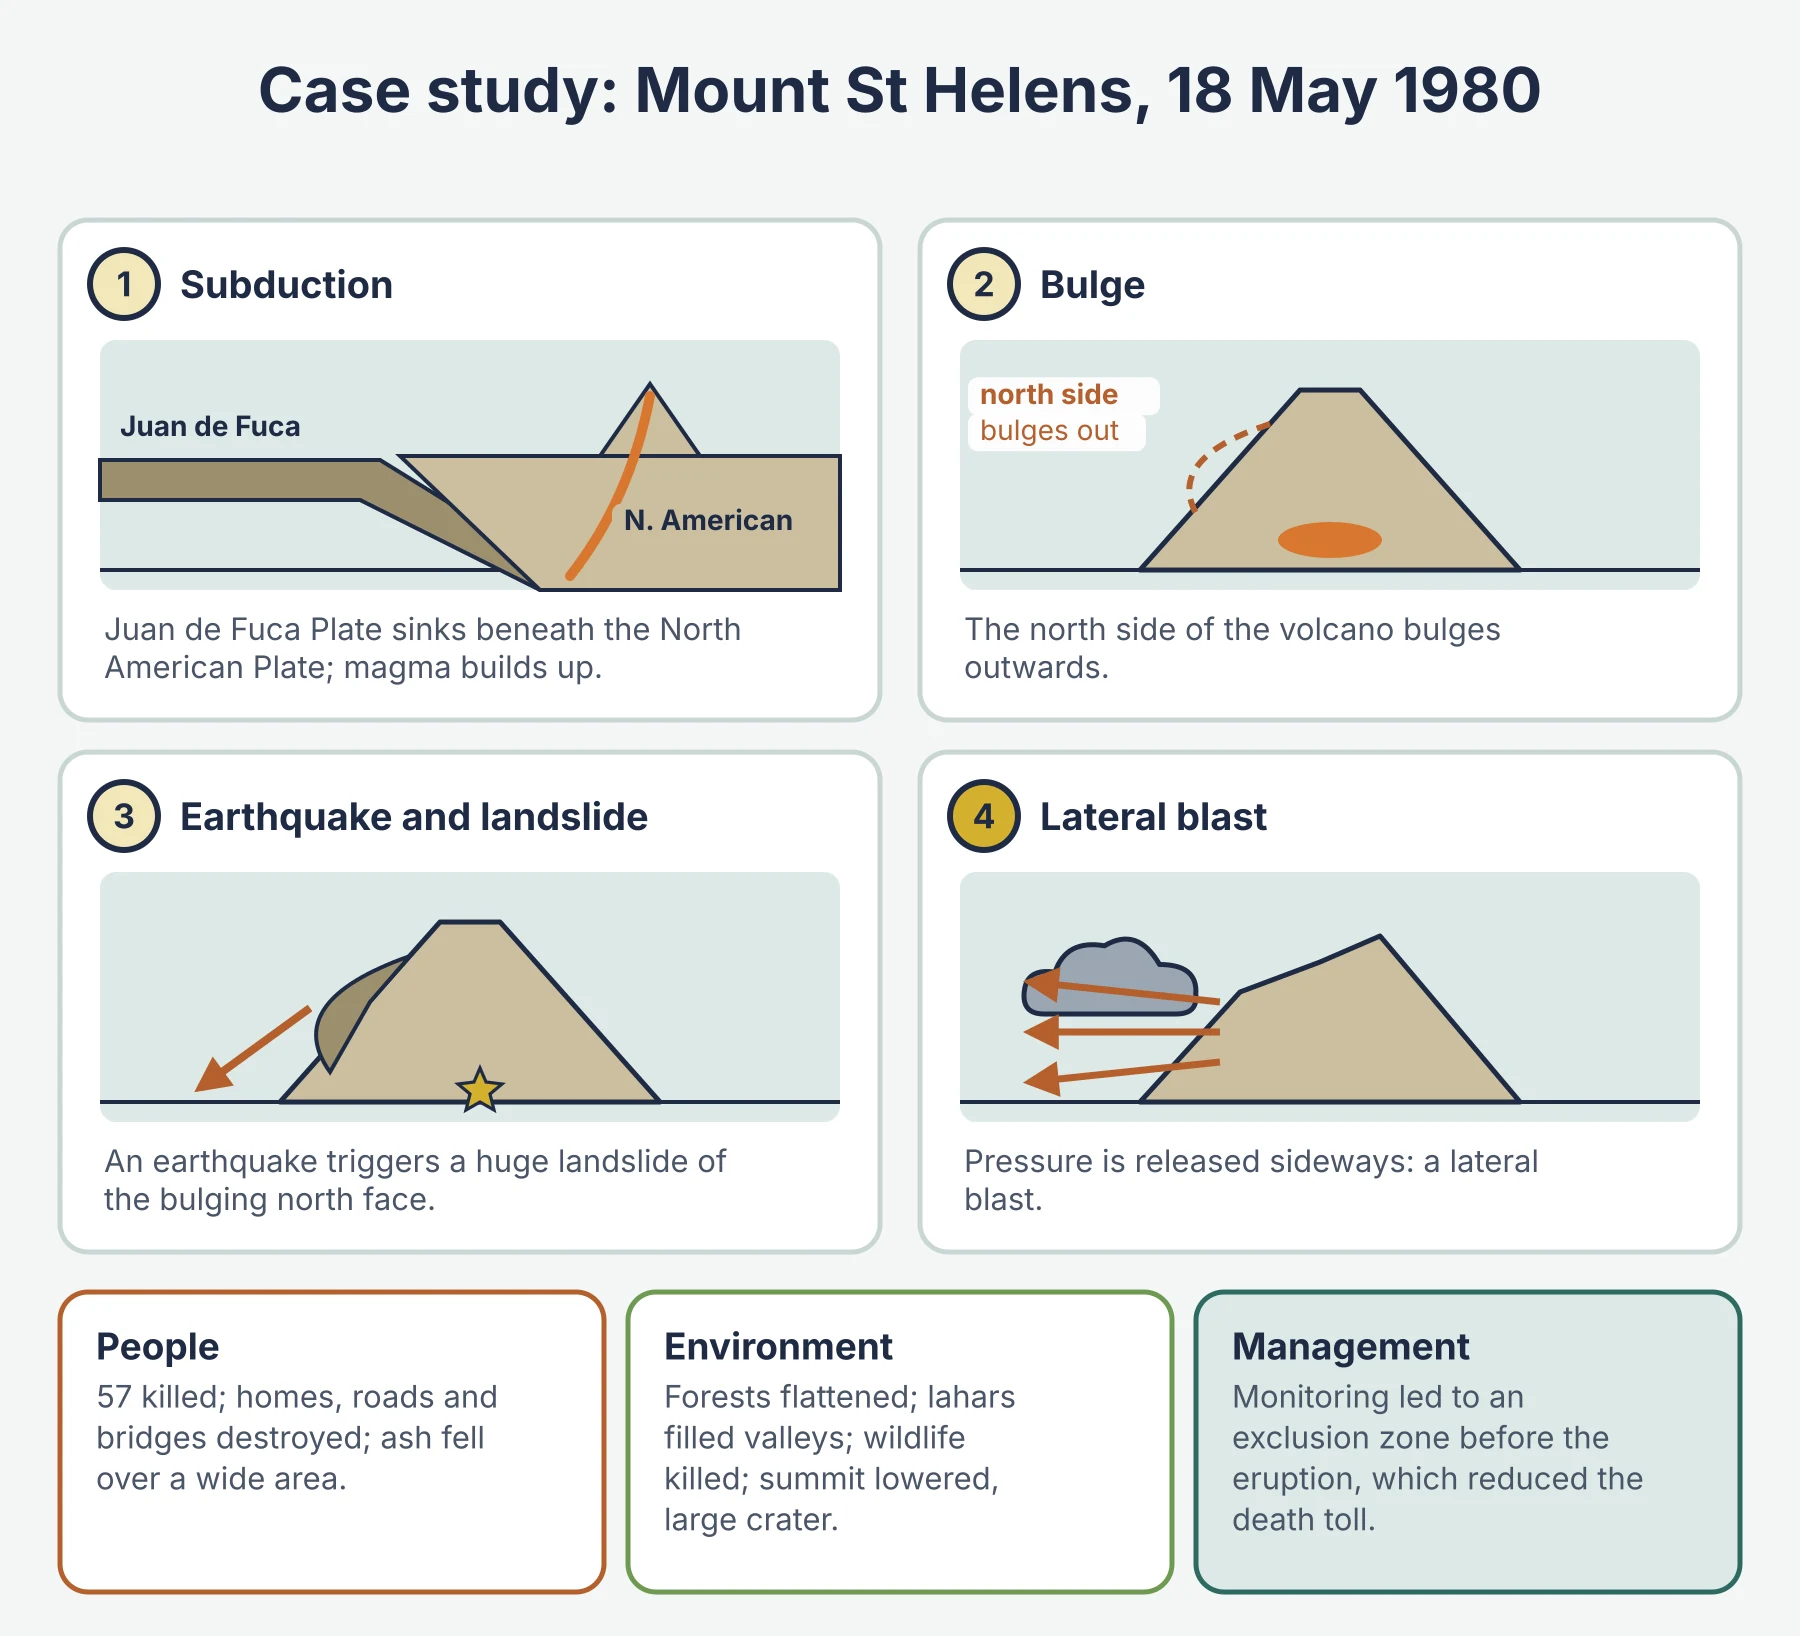 Case study: Mount St Helens, 18 May 1980
1
Subduction
Juan de Fuca
N. American
Juan de Fuca Plate sinks beneath the North
American Plate; magma builds up.
2
Bulge
north side
bulges out
The north side of the volcano bulges
outwards.
3
Earthquake and landslide
An earthquake triggers a huge landslide of
the bulging north face.
4
Lateral blast
Pressure is released sideways: a lateral
blast.
People
57 killed; homes, roads and
bridges destroyed; ash fell
over a wide area.
Environment
Forests flattened; lahars
filled valleys; wildlife
killed; summit lowered,
large crater.
Management
Monitoring led to an
exclusion zone before the
eruption, which reduced the
death toll.